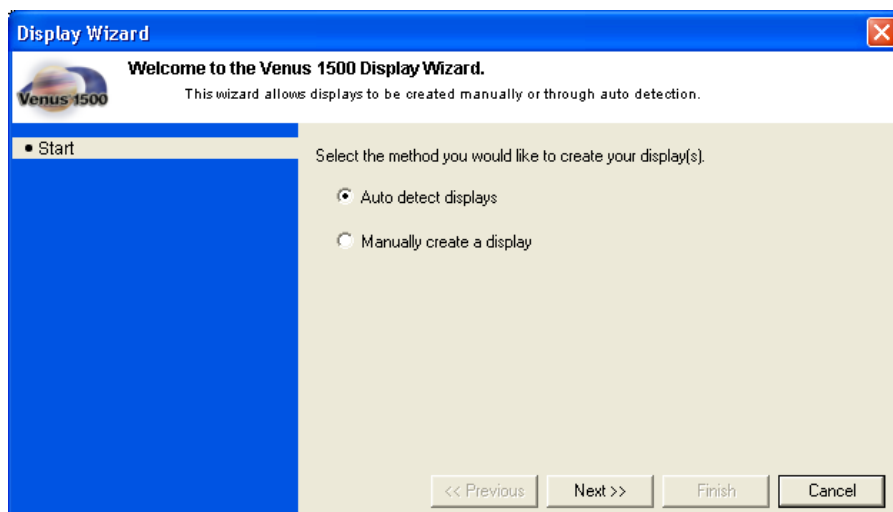 Display Wizard
Welcome to the Venus 1500 Display Wizard.
This wizard allows displays to be created manually or through auto detection.
Venus 1500
• Start
Select the method you would like to create your display(s).
Auto detect displays
Manually create a display
<< Previous
Next >>
Finish
Cancel